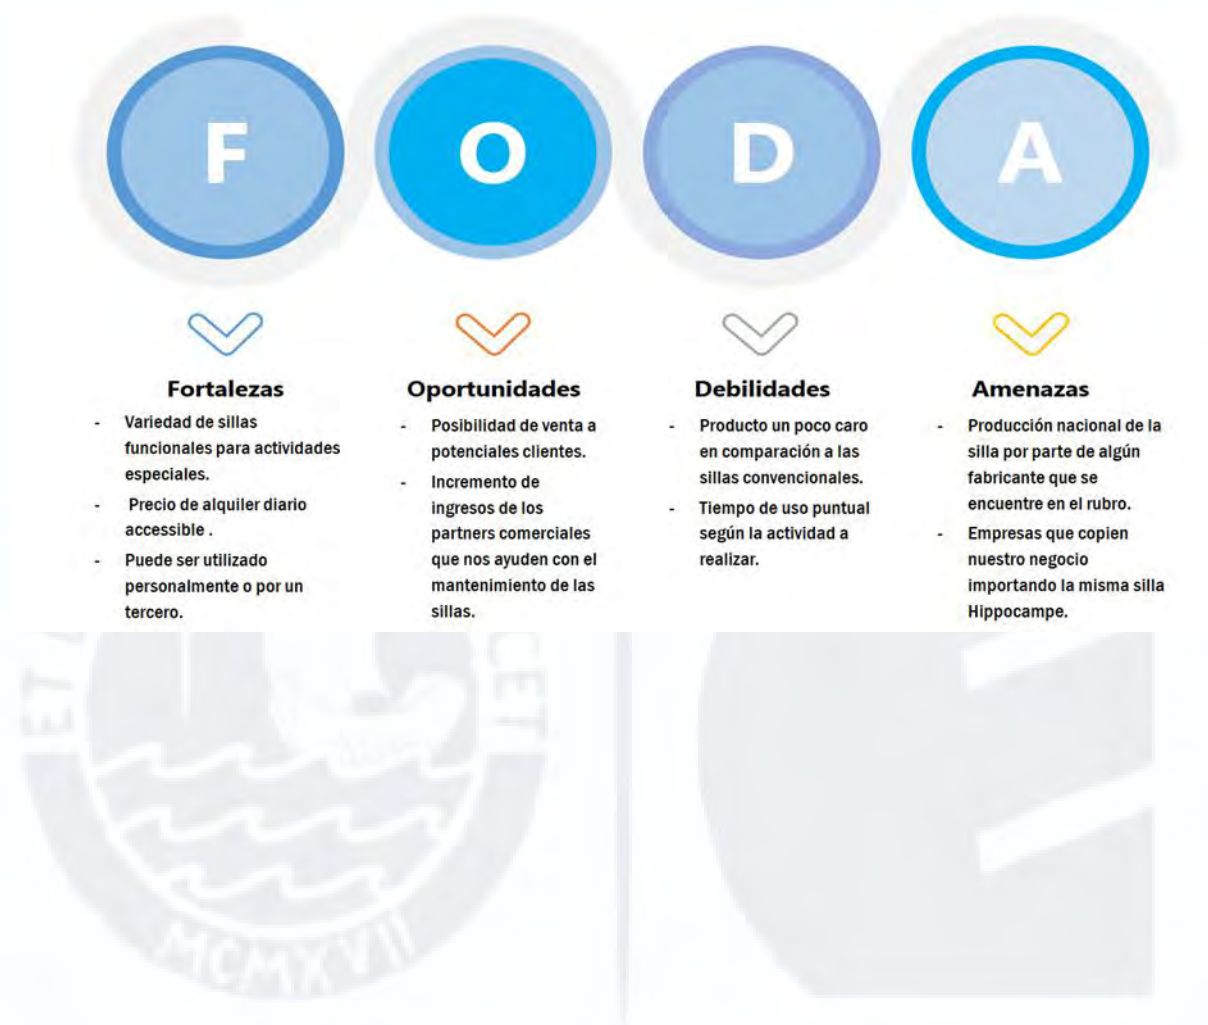 F
O
D
A
Fortalezas
- Variedad de sillas
funcionales para actividades
especiales.
- Precio de alquiler diario
accessible .
- Puede ser utilizado
personalmente o por un
tercero.
Oportunidades
- Posibilidad de venta a
potenciales clientes.
- Incremento de
ingresos de los
partners comerciales
que nos ayuden con el
mantenimiento de las
sillas.
Debilidades
- Producto un poco caro
en comparación a las
sillas convencionales.
- Tiempo de uso puntual
según la actividad a
realizar.
Amenazas
- Producción nacional de la
silla por parte de algún
fabricante que se
encuentre en el rubro.
- Empresas que copien
nuestro negocio
importando la misma silla
Hippocampe.
ET
MCMXVII